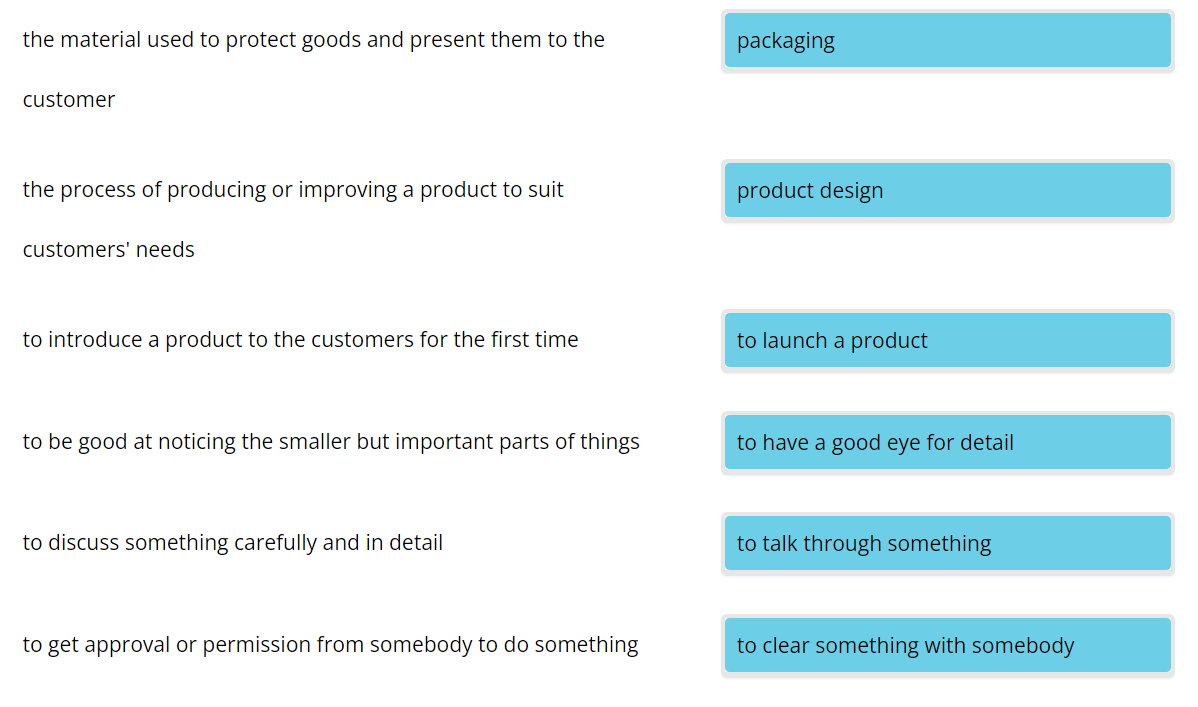 the material used to protect goods and present them to the
customer
packaging
the process of producing or improving a product to suit
customers' needs
product design
to introduce a product to the customers for the first time
to launch a product
to be good at noticing the smaller but important parts of things
to have a good eye for detail
to discuss something carefully and in detail
to talk through something
to get approval or permission from somebody to do something
to clear something with somebody